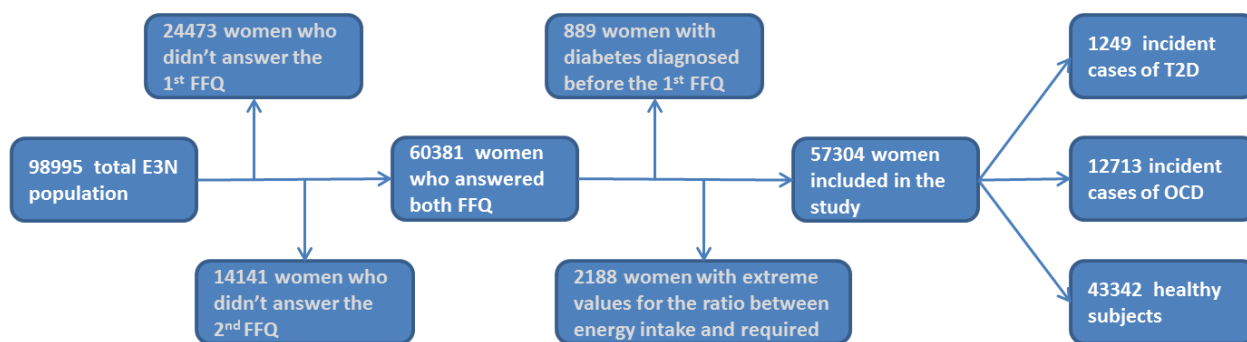 24473 women who
didn't answer the
1st FFQ
889 women with
diabetes diagnosed
before the 1st FFQ
1249 incident
cases of T2D
98995 total E3N
population
60381 women
who answered
both FFQ
57304 women
included in the
study
12713 incident
cases of OCD
14141 women who
didn't answer the
2nd FFQ
2188 women with extreme
values for the ratio between
energy intake and required
43342 healthy
subjects